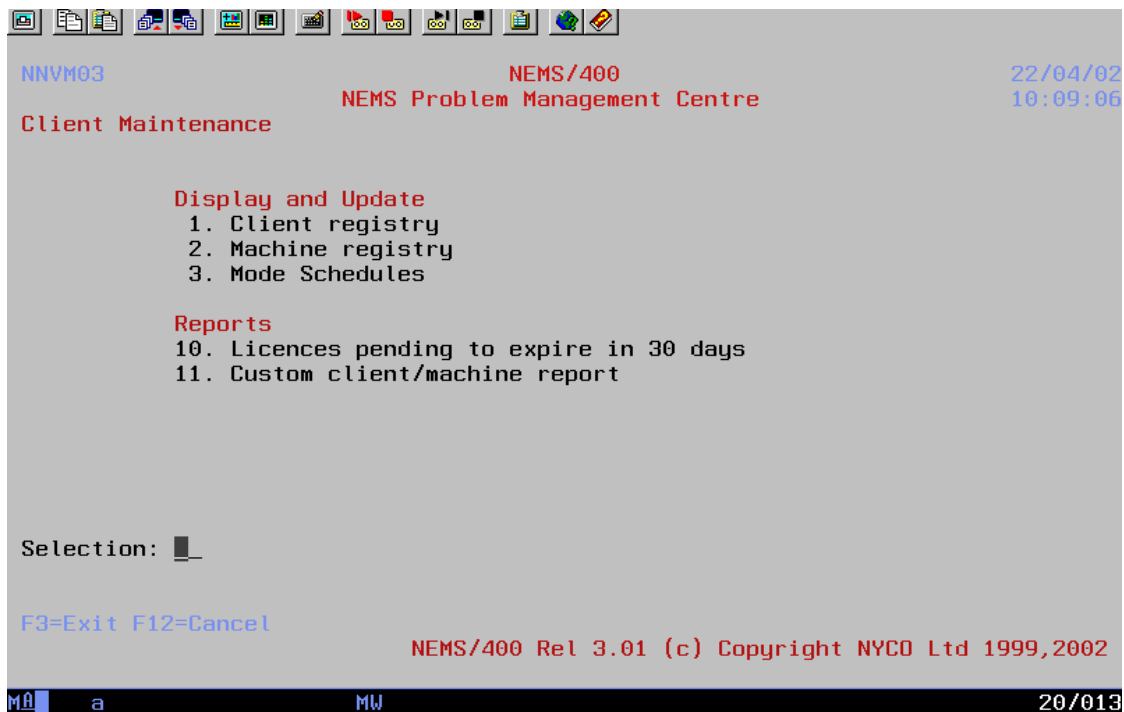 NNVM03 NEMS/400 22/04/02
NEMS Problem Management Centre 10:09:06
Client Maintenance
Display and Update
1. Client registry
2. Machine registry
3. Mode Schedules
Reports
10. Licences pending to expire in 30 days
11. Custom client/machine report
Selection: _
F3=Exit F12=Cancel
NEMS/400 Rel 3.01 (c) Copyright NYCO Ltd 1999,2002
MA a MW 20/013